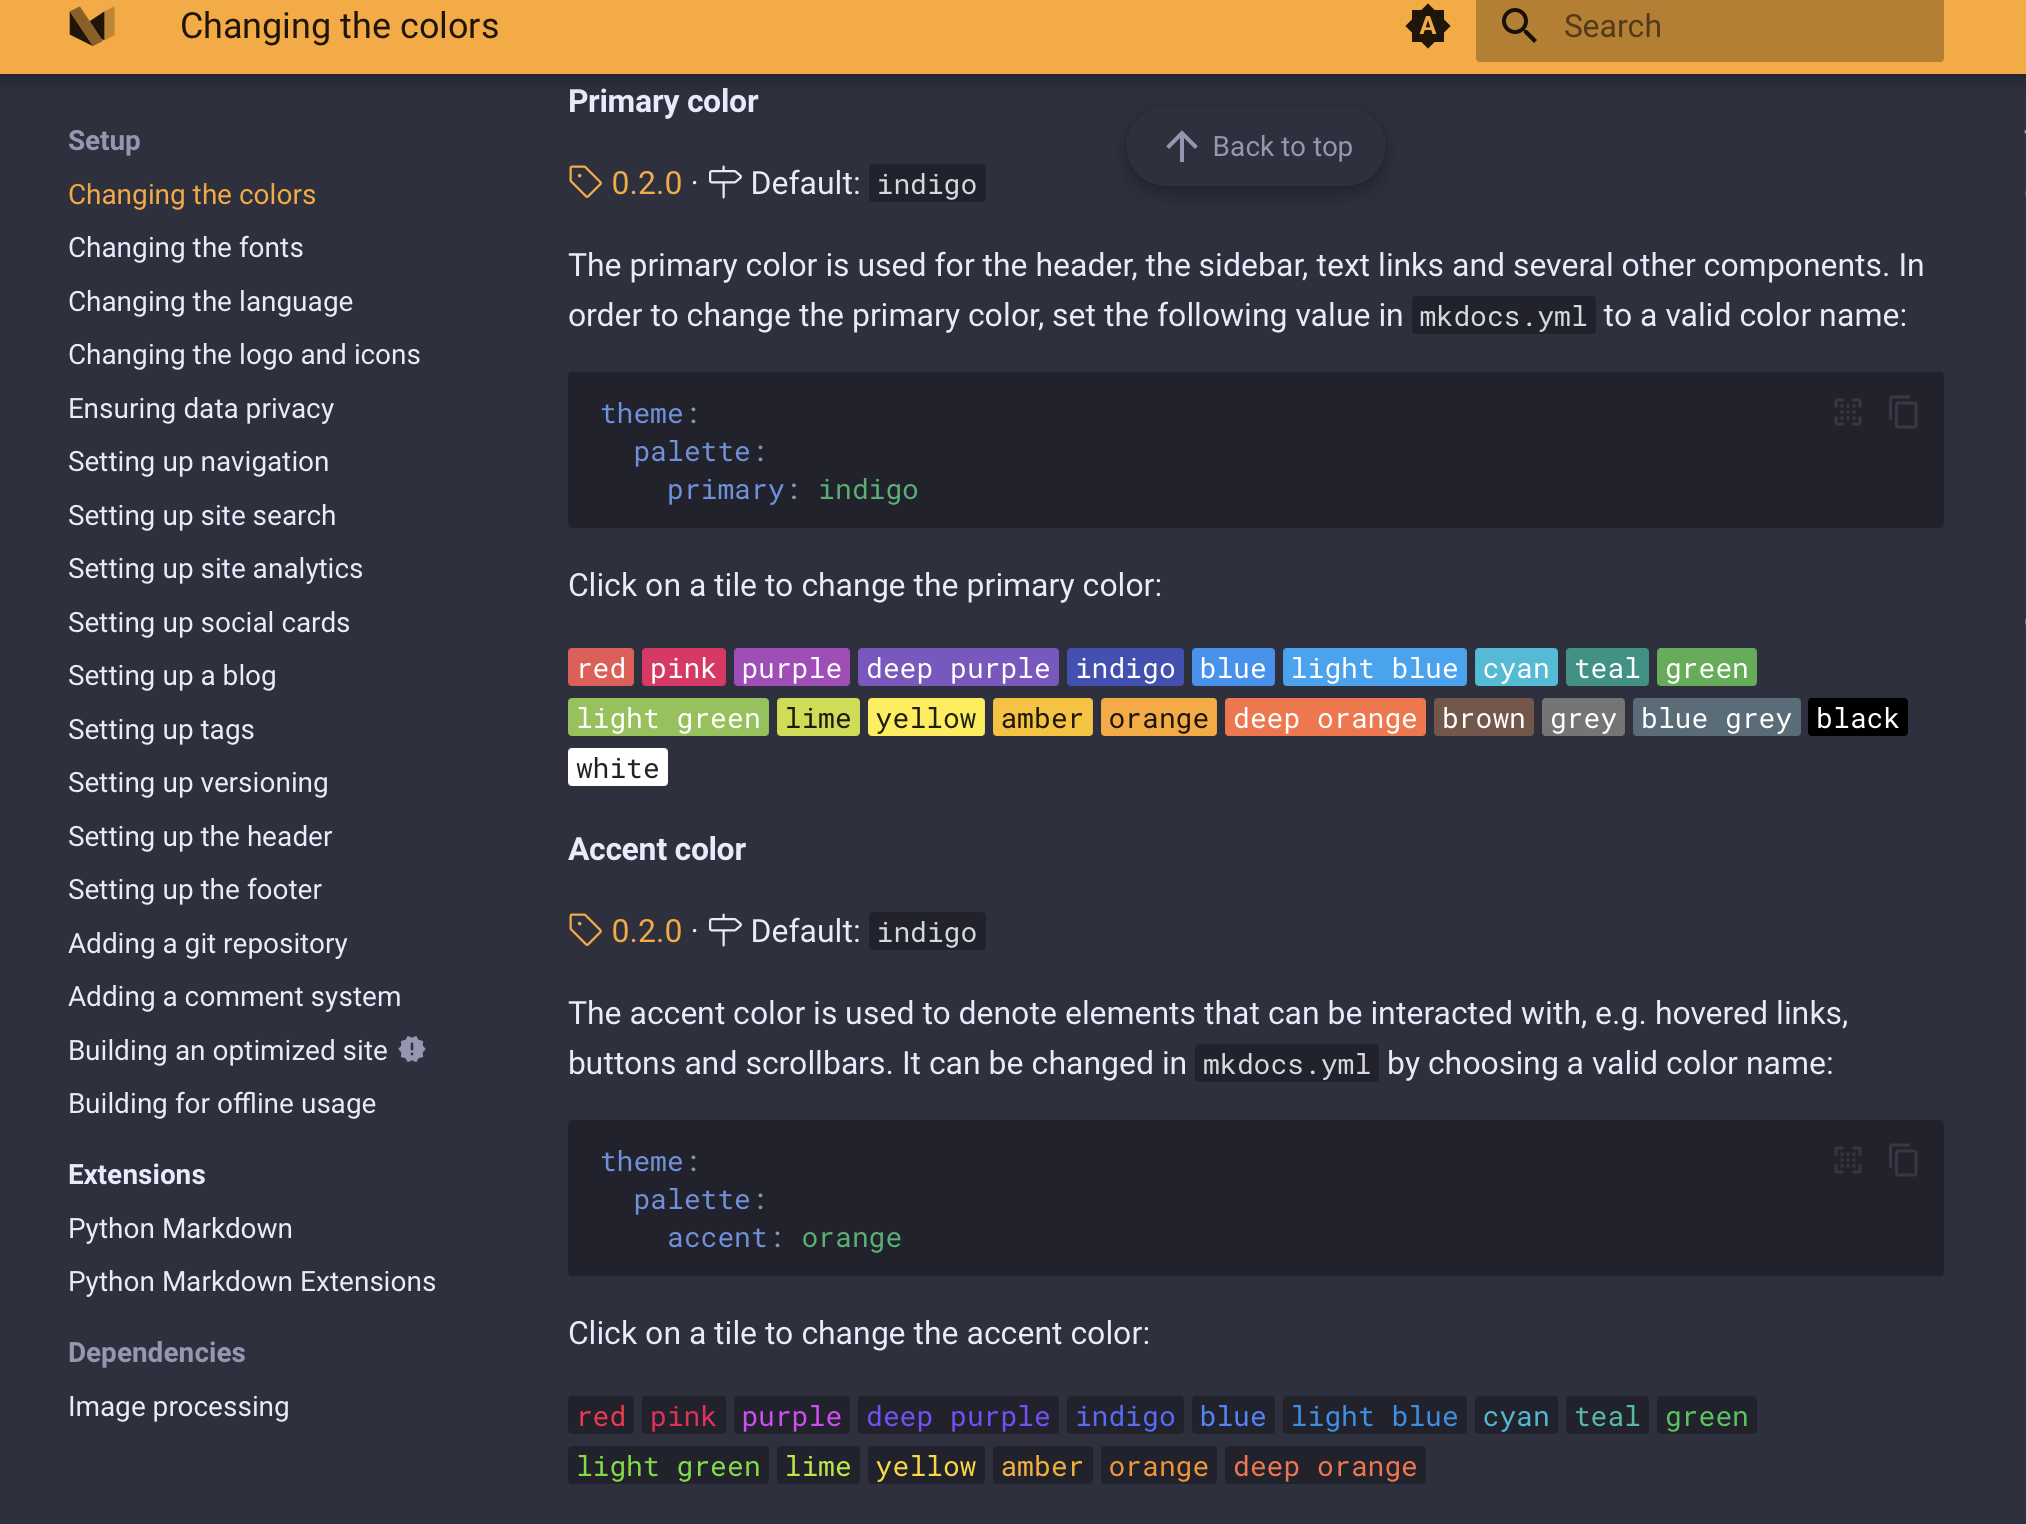 Changing the colors
A
Search
Setup
Changing the colors
Changing the fonts
Changing the language
Changing the logo and icons
Ensuring data privacy
Setting up navigation
Setting up site search
Setting up site analytics
Setting up social cards
Setting up a blog
Setting up tags
Setting up versioning
Setting up the header
Setting up the footer
Adding a git repository
Adding a comment system
Building an optimized site
Building for offline usage
Extensions
Python Markdown
Python Markdown Extensions
Dependencies
Image processing
Primary color
Back to top
0.2.0 · Default: indigo
The primary color is used for the header, the sidebar, text links and several other components. In
order to change the primary color, set the following value in mkdocs.yml to a valid color name:
theme:
  palette:
    primary: indigo
Click on a tile to change the primary color:
red pink purple deep purple indigo blue light blue cyan teal green
light green lime yellow amber orange deep orange brown grey blue grey black
white
Accent color
0.2.0 · Default: indigo
The accent color is used to denote elements that can be interacted with, e.g. hovered links,
buttons and scrollbars. It can be changed in mkdocs.yml by choosing a valid color name:
theme:
  palette:
    accent: orange
Click on a tile to change the accent color:
red pink purple deep purple indigo blue light blue cyan teal green
light green lime yellow amber orange deep orange